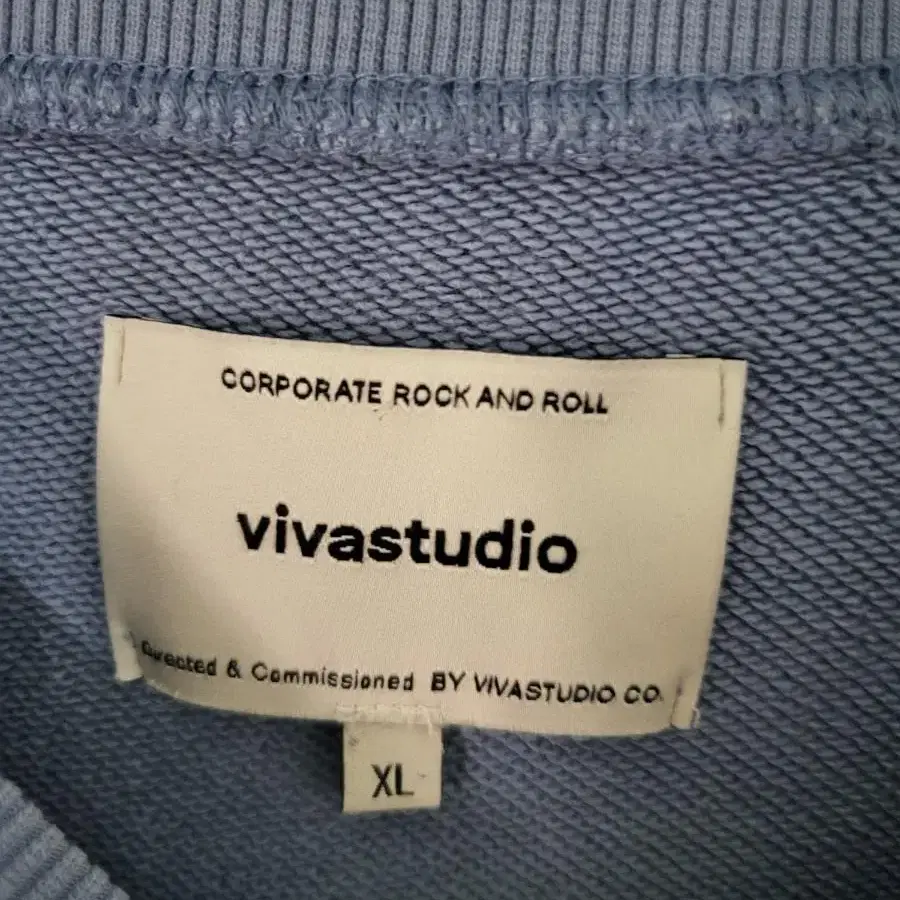 CORPORATE ROCK AND ROLL
vivastudio
Directed & Commissioned BY VIVASTUDIO CO.
XL